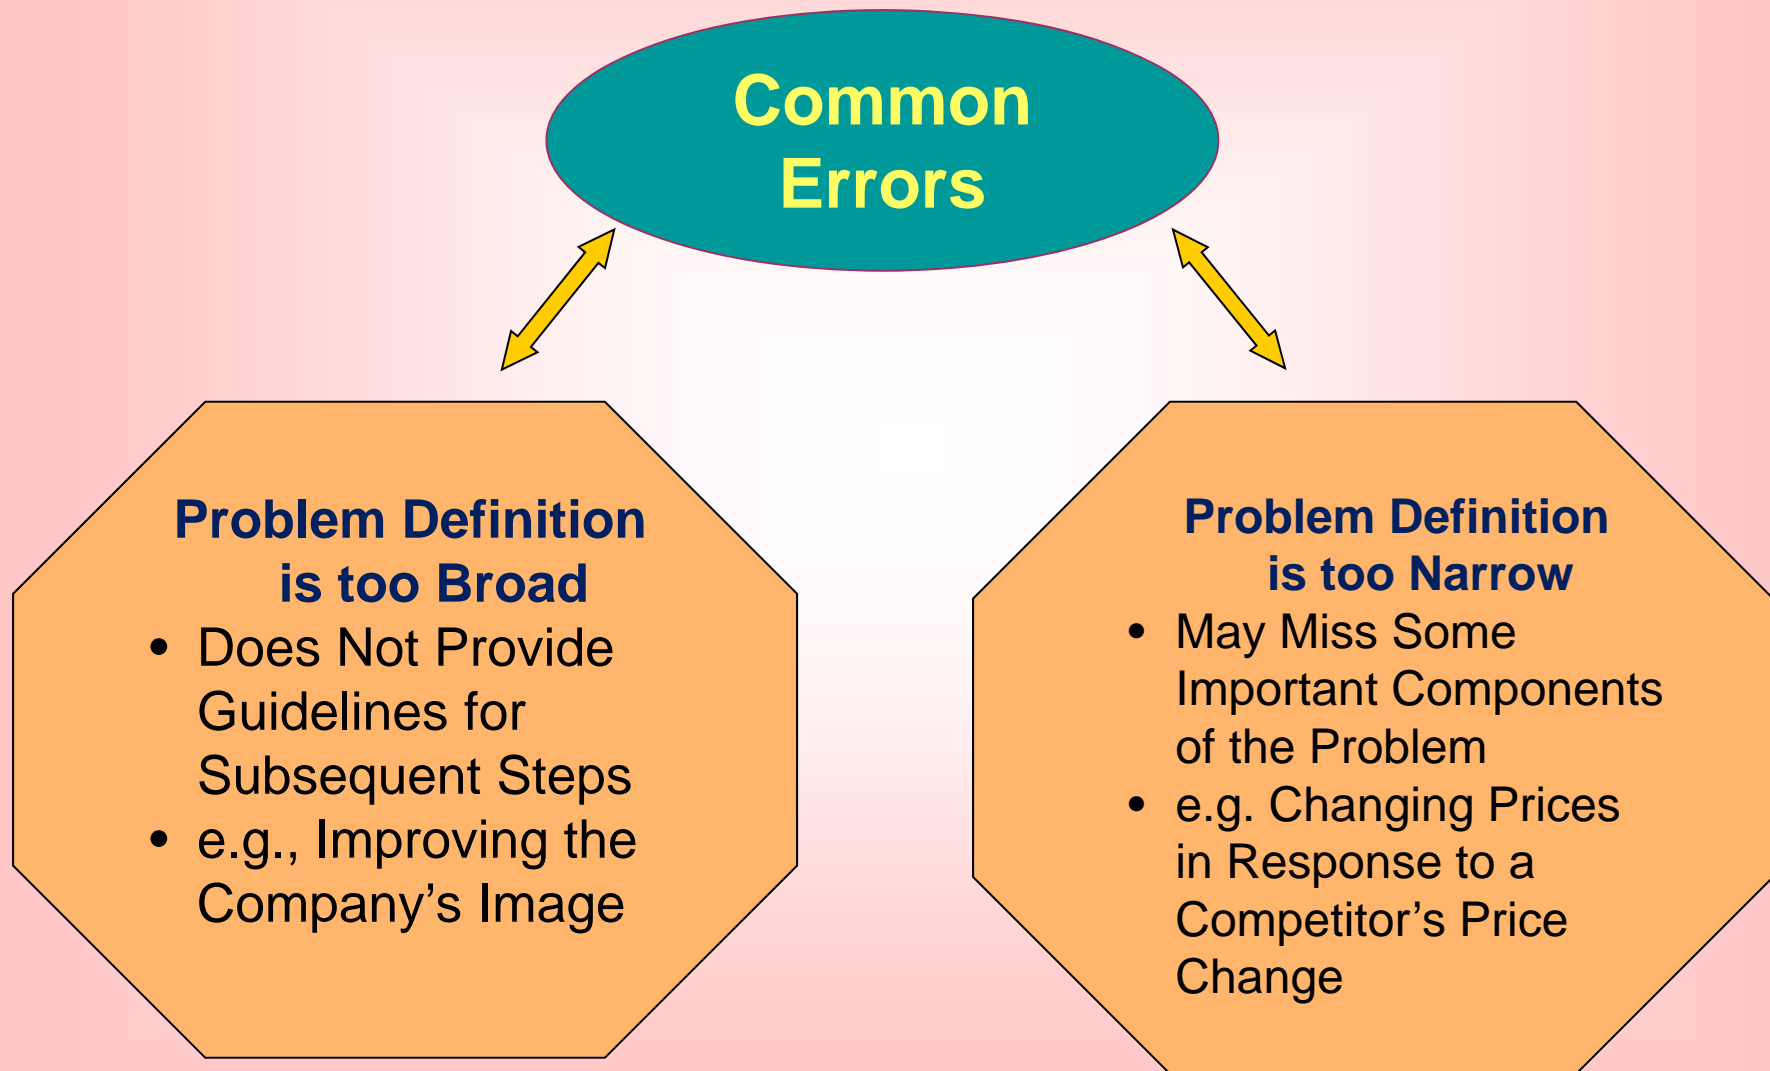 Common
Errors
Problem Definition
is too Broad
• Does Not Provide
Guidelines for
Subsequent Steps
• e.g., Improving the
Company’s Image
Problem Definition
is too Narrow
• May Miss Some
Important Components
of the Problem
• e.g. Changing Prices
in Response to a
Competitor’s Price
Change